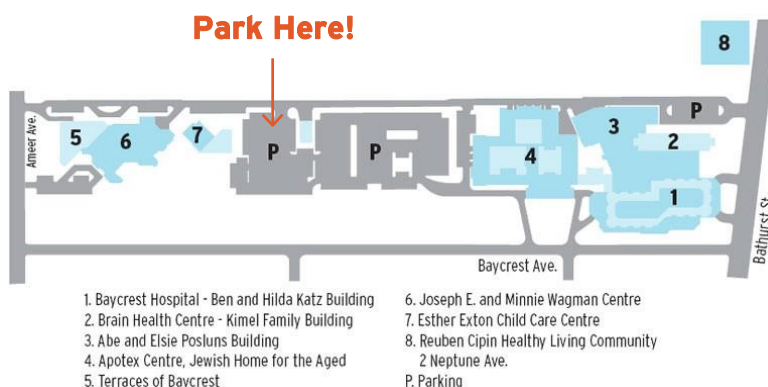 Park Here!
8
Ameer Ave.
5
6
7
P
P
4
3
P
2
1
Bathurst St.
Baycrest Ave.
1. Baycrest Hospital - Ben and Hilda Katz Building
2. Brain Health Centre - Kimel Family Building
3. Abe and Elsie Posluns Building
4. Apotex Centre, Jewish Home for the Aged
5. Terraces of Baycrest
6. Joseph E. and Minnie Wagman Centre
7. Esther Exton Child Care Centre
8. Reuben Cipin Healthy Living Community
2 Neptune Ave.
P. Parking